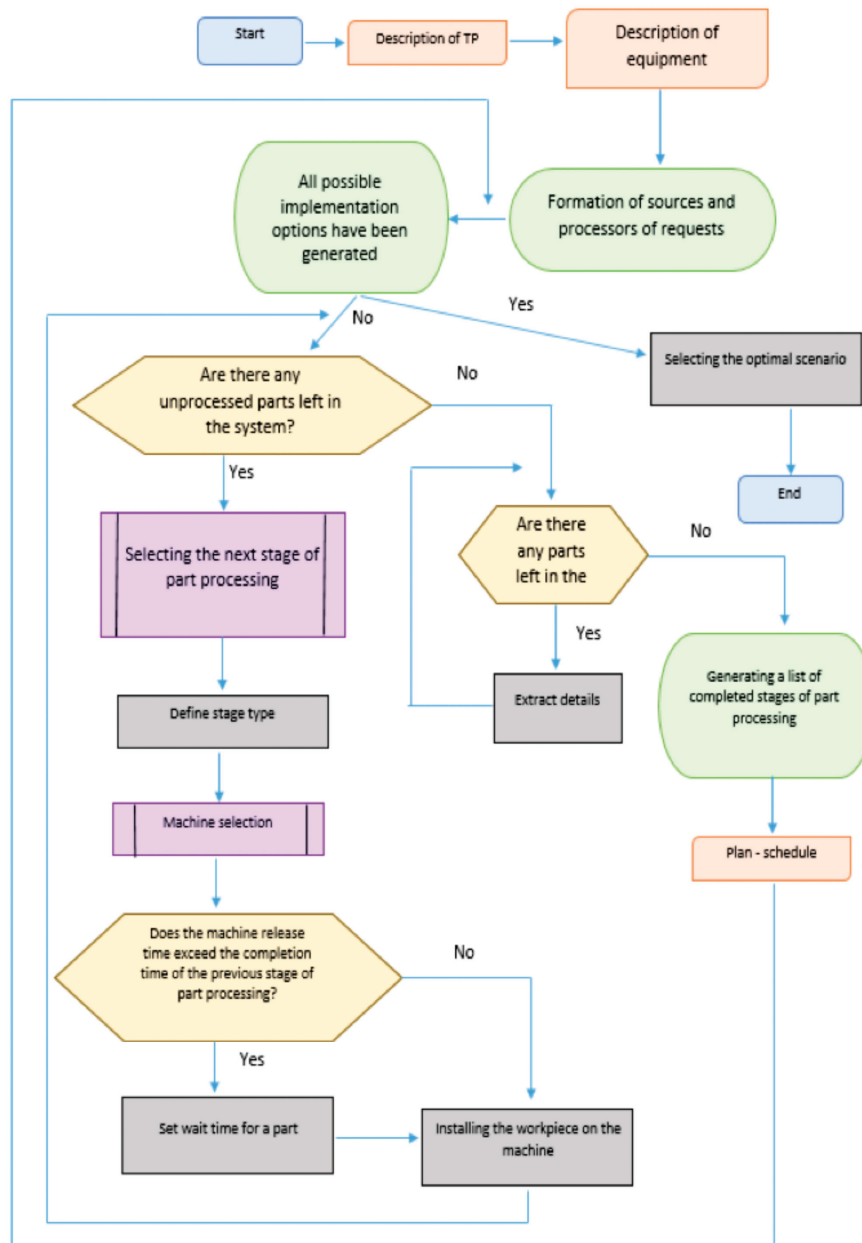 Start
Description of TP
Description of
equipment
All possible
implementation
options have been
generated
Formation of sources and
processors of requests
No
Yes
Selecting the optimal scenario
Are there any
unprocessed parts left in
the system?
No
Yes
End
Are there
any parts
left in the
No
Selecting the next stage of
part processing
Yes
Generating a list of
completed stages of part
processing
Extract details
Define stage type
Machine selection
Plan - schedule
Does the machine release
time exceed the completion
time of the previous stage of
part processing?
No
Yes
Set wait time for a part
Installing the workpiece on the
machine